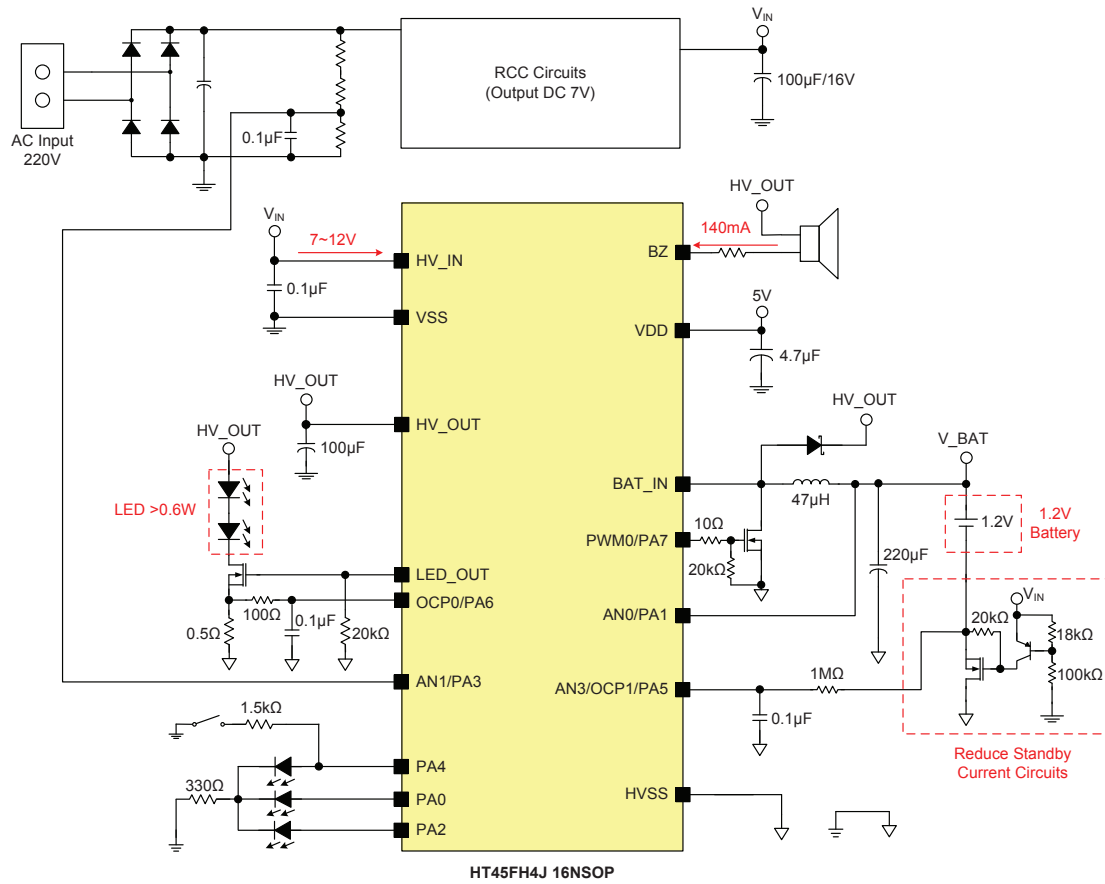 V_IN
RCC Circuits
(Output DC 7V)
100µF/16V
AC Input
220V
0.1µF
V_IN
7~12V
HV_IN
0.1µF
VSS
HV_OUT
140mA
BZ
5V
VDD
4.7µF
HV_OUT
HV_OUT
100µF
HV_OUT
LED >0.6W
HV_OUT
V_BAT
BAT_IN
47µH
1.2V
1.2V
Battery
10Ω
PWM0/PA7
20kΩ
220µF
LED_OUT
OCP0/PA6
100Ω
0.1µF
0.5Ω
20kΩ
AN0/PA1
V_IN
20kΩ
18kΩ
100kΩ
AN1/PA3
AN3/OCP1/PA5
1MΩ
0.1µF
Reduce Standby
Current Circuits
1.5kΩ
PA4
330Ω
PA0
PA2
HVSS
HT45FH4J 16NSOP